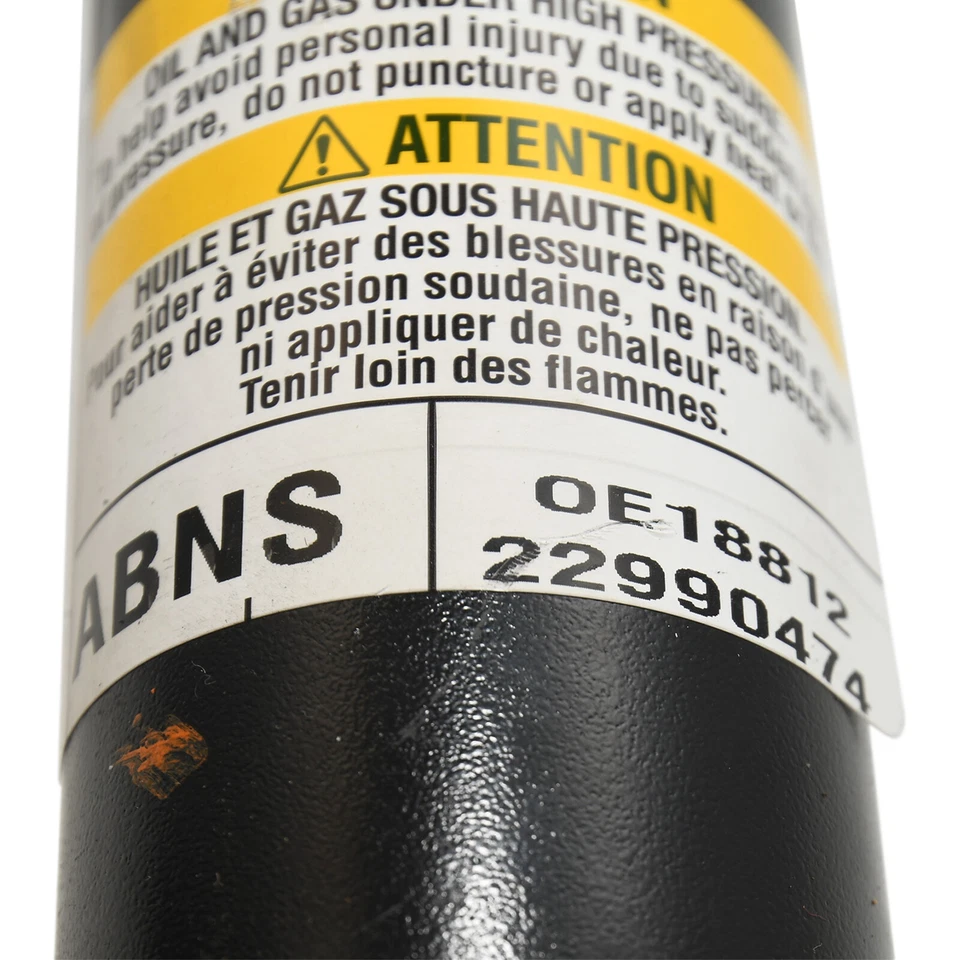 OIL AND GAS UNDER HIGH PRESSURE.
To help avoid personal injury due to sudden
pressure, do not puncture or apply heat
ATTENTION
HUILE ET GAZ SOUS HAUTE PRESSION.
Pour aider à éviter des blessures en raison
perte de pression soudaine, ne pas percer
ni appliquer de chaleur.
Tenir loin des flammes.
ABNS
OE18812
22990474